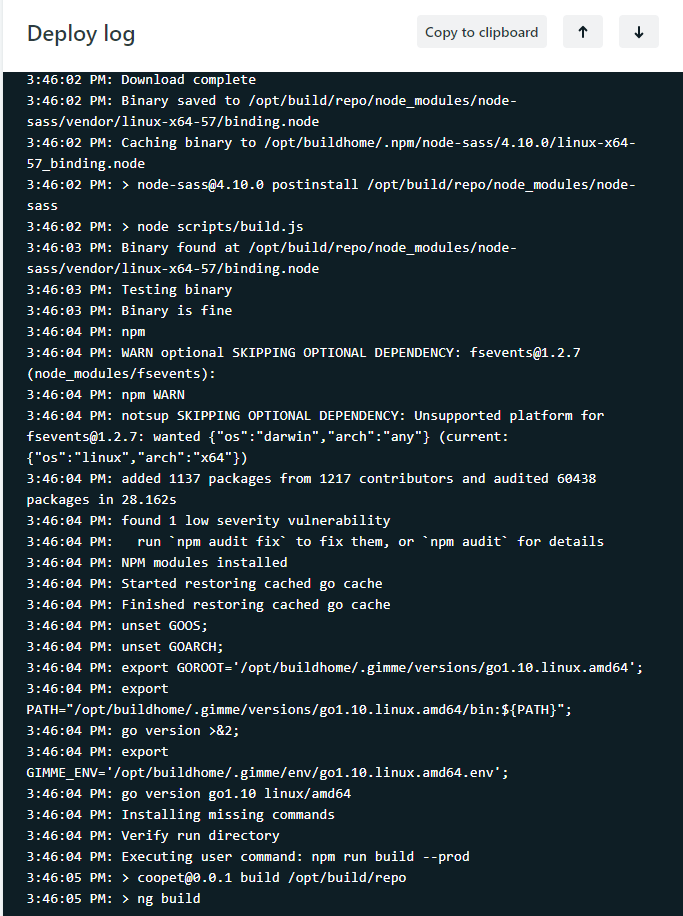 Deploy log
Copy to clipboard
3:46:02 PM: Download complete
3:46:02 PM: Binary saved to /opt/build/repo/node_modules/node-
sass/vendor/linux-x64-57/binding.node
3:46:02 PM: Caching binary to /opt/buildhome/.npm/node-sass/4.10.0/linux-x64-
57_binding.node
3:46:02 PM: > node-sass@4.10.0 postinstall /opt/build/repo/node_modules/node-
sass
3:46:02 PM: > node scripts/build.js
3:46:03 PM: Binary found at /opt/build/repo/node_modules/node-
sass/vendor/linux-x64-57/binding.node
3:46:03 PM: Testing binary
3:46:03 PM: Binary is fine
3:46:04 PM: npm
3:46:04 PM: WARN optional SKIPPING OPTIONAL DEPENDENCY: fsevents@1.2.7
(node_modules/fsevents):
3:46:04 PM: npm WARN
3:46:04 PM: notsup SKIPPING OPTIONAL DEPENDENCY: Unsupported platform for
fsevents@1.2.7: wanted {"os":"darwin","arch":"any"} (current:
{"os":"linux","arch":"x64"})
3:46:04 PM: added 1137 packages from 1217 contributors and audited 60438
packages in 28.162s
3:46:04 PM: found 1 low severity vulnerability
3:46:04 PM:   run `npm audit fix` to fix them, or `npm audit` for details
3:46:04 PM: NPM modules installed
3:46:04 PM: Started restoring cached go cache
3:46:04 PM: Finished restoring cached go cache
3:46:04 PM: unset GOOS;
3:46:04 PM: unset GOARCH;
3:46:04 PM: export GOROOT='/opt/buildhome/.gimme/versions/go1.10.linux.amd64';
3:46:04 PM: export
PATH="/opt/buildhome/.gimme/versions/go1.10.linux.amd64/bin:${PATH}";
3:46:04 PM: go version >&2;
3:46:04 PM: export
GIMME_ENV='/opt/buildhome/.gimme/env/go1.10.linux.amd64.env';
3:46:04 PM: go version go1.10 linux/amd64
3:46:04 PM: Installing missing commands
3:46:04 PM: Verify run directory
3:46:04 PM: Executing user command: npm run build --prod
3:46:05 PM: > coopet@0.0.1 build /opt/build/repo
3:46:05 PM: > ng build